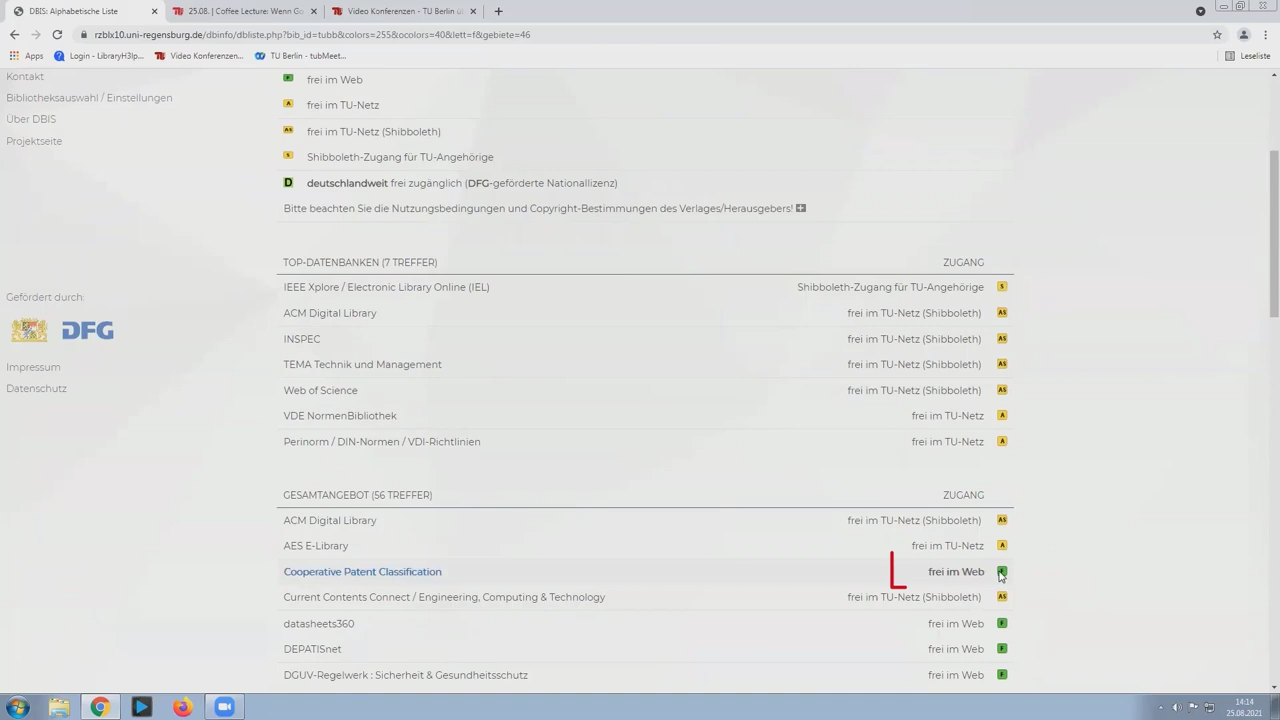 DBIS: Alphabetische Liste
25.08. | Coffee Lecture: Wenn Go
Video Konferenzen - TU Berlin üb
rzblx10.uni-regensburg.de/dbinfo/dbliste.php?bib_id=tubb&colors=255&ocolors=40&lett=f&gebiete=46
Apps
Login - LibraryH3lp...
Video Konferenzen...
TU Berlin - tubMeet...
Leseliste
Kontakt
Bibliotheksauswahl / Einstellungen
Über DBIS
Projektseite
Gefördert durch:
DFG
Impressum
Datenschutz
F frei im Web
A frei im TU-Netz
AS frei im TU-Netz (Shibboleth)
S Shibboleth-Zugang für TU-Angehörige
D deutschlandweit frei zugänglich (DFG-geförderte Nationallizenz)
Bitte beachten Sie die Nutzungsbedingungen und Copyright-Bestimmungen des Verlages/Herausgebers!
TOP-DATENBANKEN (7 TREFFER) ZUGANG
IEEE Xplore / Electronic Library Online (IEL) Shibboleth-Zugang für TU-Angehörige S
ACM Digital Library frei im TU-Netz (Shibboleth) AS
INSPEC frei im TU-Netz (Shibboleth) AS
TEMA Technik und Management frei im TU-Netz (Shibboleth) AS
Web of Science frei im TU-Netz (Shibboleth) AS
VDE NormenBibliothek frei im TU-Netz A
Perinorm / DIN-Normen / VDI-Richtlinien frei im TU-Netz A
GESAMTANGEBOT (56 TREFFER) ZUGANG
ACM Digital Library frei im TU-Netz (Shibboleth) AS
AES E-Library frei im TU-Netz A
Cooperative Patent Classification frei im Web
Current Contents Connect / Engineering, Computing & Technology frei im TU-Netz (Shibboleth) AS
datasheets360 frei im Web F
DEPATISnet frei im Web F
DGUV-Regelwerk : Sicherheit & Gesundheitsschutz frei im Web F
14:14
25.08.2021